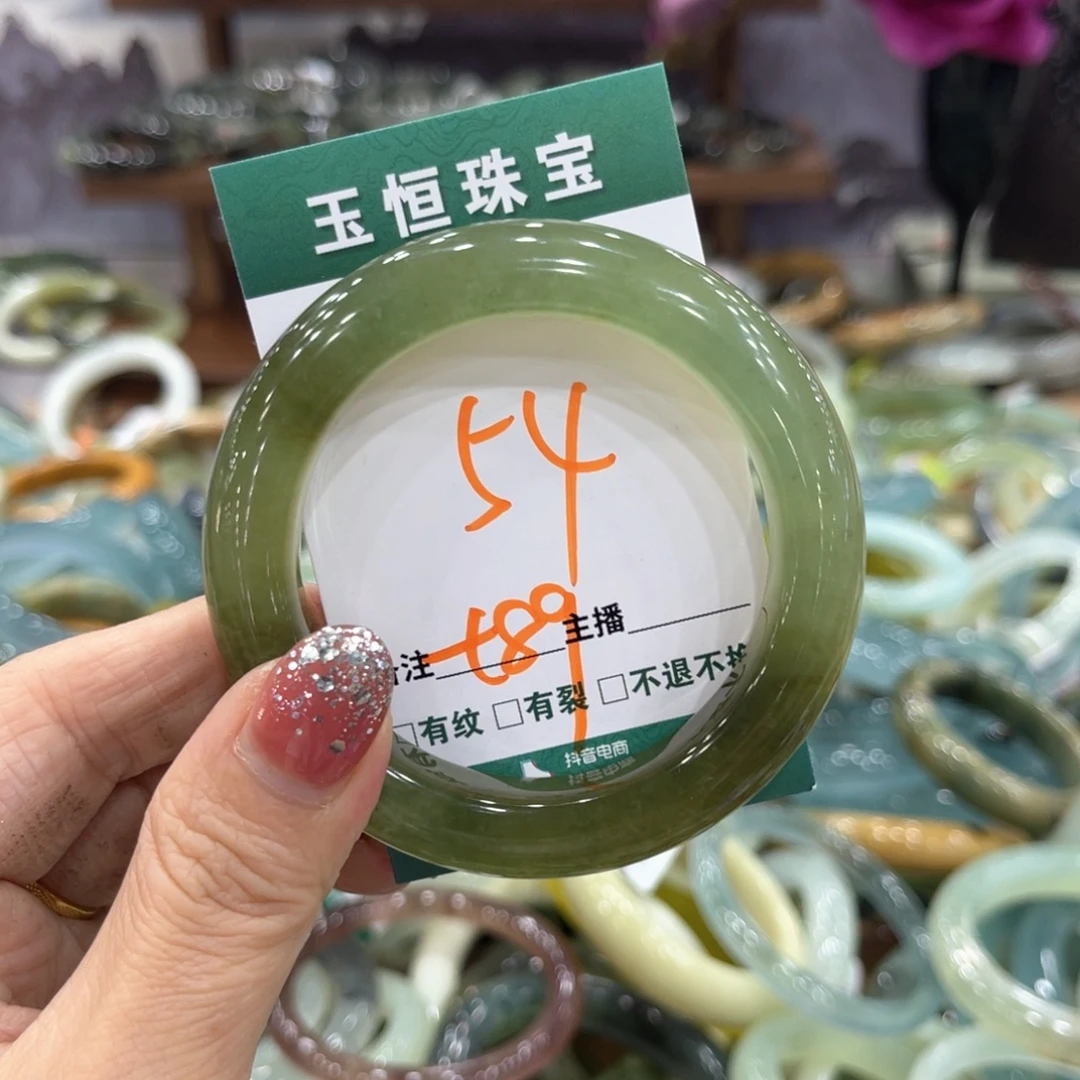 玉恒珠宝
54
注 主播
789
□有纹 □有裂 □不退不
抖音电商